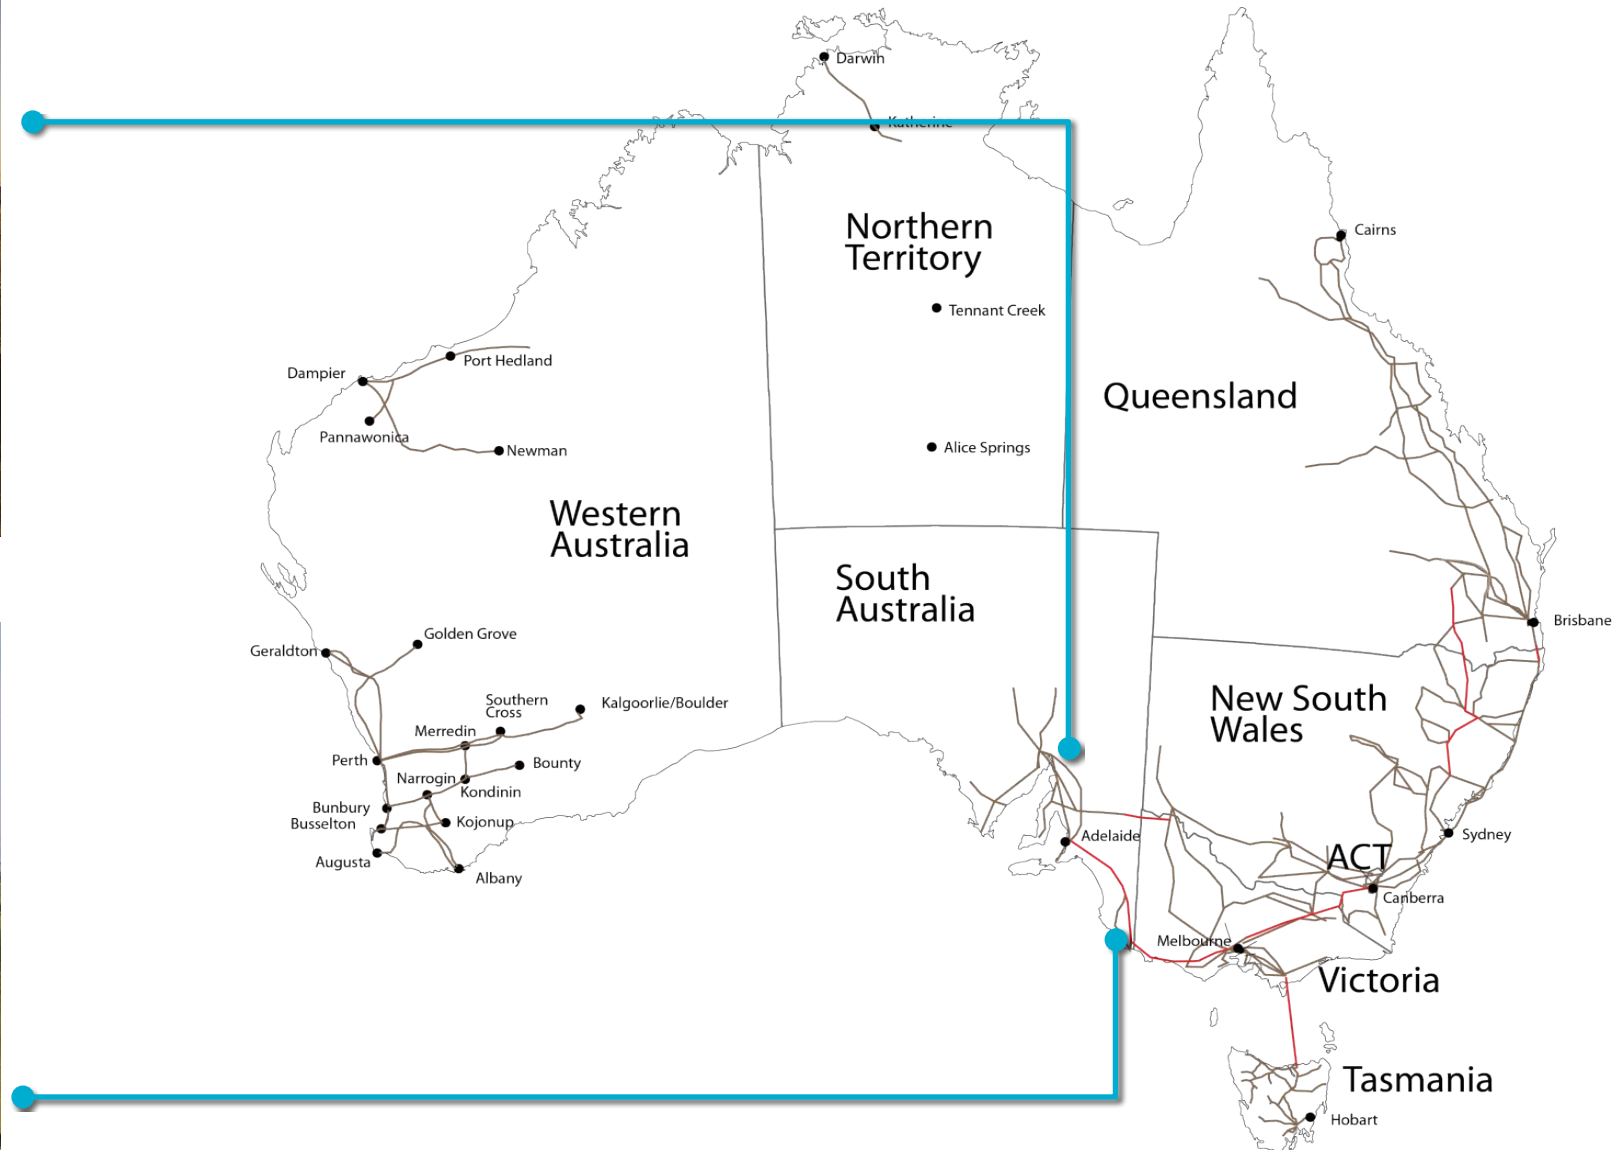 Darwin
Katherine
Northern
Territory
Cairns
Tennant Creek
Port Hedland
Dampier
Queensland
Pannawonica
Alice Springs
Newman
Western
Australia
South
Australia
Brisbane
Golden Grove
Geraldton
Southern
Cross
Kalgoorlie/Boulder
New South
Wales
Merredin
Perth
Bounty
Narrogin
Kondinin
Bunbury
Busselton
Kojonup
Adelaide
Sydney
Augusta
ACT
Albany
Canberra
Melbourne
Victoria
Tasmania
Hobart